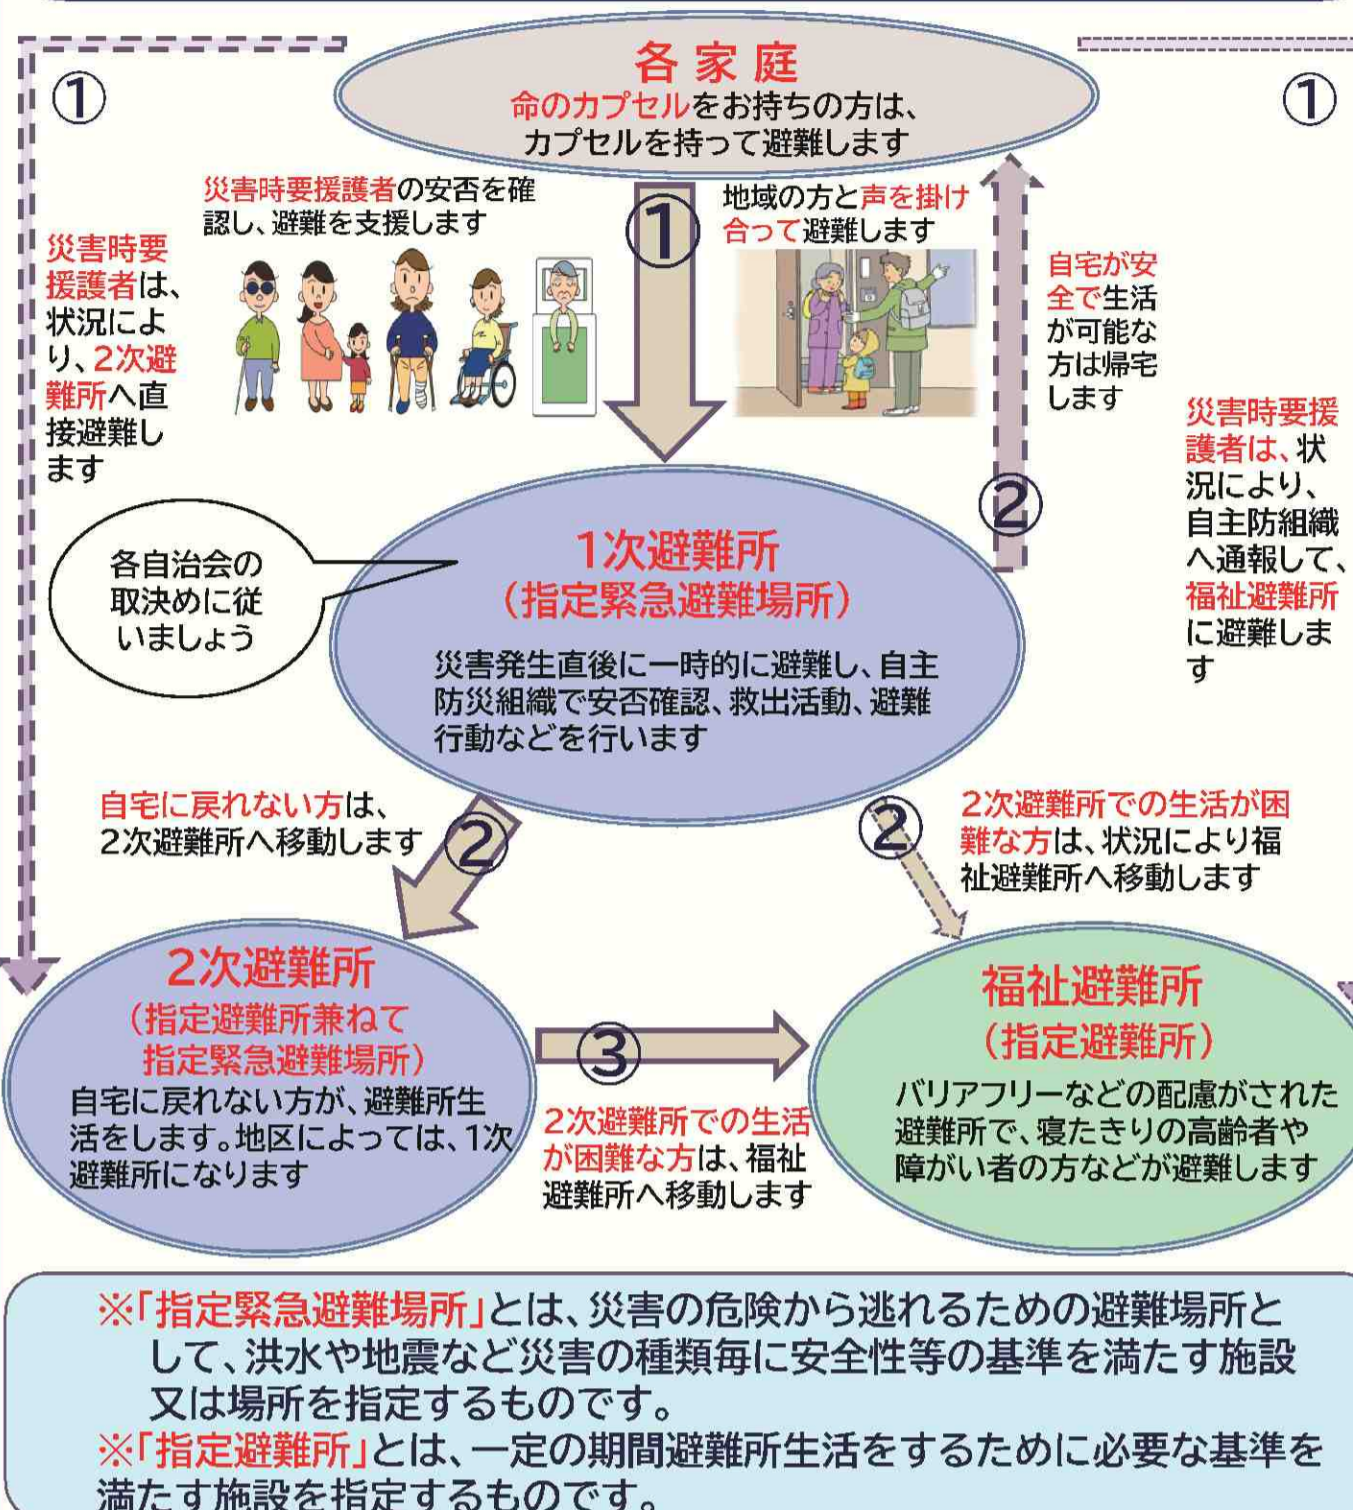 各家庭
命のカプセルをお持ちの方は、
カプセルを持って避難します
①
①
災害時要援護者の安否を確
認し、避難を支援します
①
地域の方と声を掛け
合って避難します
災害時要
援護者は、
状況によ
り、2次避
難所へ直
接避難し
ます
自宅が安
全で生活
が可能な
方は帰宅
します
②
災害時要援
護者は、状
況により、
自主防組織
へ通報して、
福祉避難所
に避難しま
す
各自治会の
取決めに従
いましょう
1次避難所
(指定緊急避難場所)
災害発生直後に一時的に避難し、自主
防災組織で安否確認、救出活動、避難
行動などを行います
自宅に戻れない方は、
2次避難所へ移動します
②
②
2次避難所での生活が困
難な方は、状況により福
祉避難所へ移動します
2次避難所
(指定避難所兼ねて
指定緊急避難場所)
自宅に戻れない方が、避難所生
活をします。地区によっては、1次
避難所になります
③
2次避難所での生活
が困難な方は、福祉
避難所へ移動します
福祉避難所
(指定避難所)
バリアフリーなどの配慮がされた
避難所で、寝たきりの高齢者や
障がい者の方などが避難します
※「指定緊急避難場所」とは、災害の危険から逃れるための避難場所と
して、洪水や地震など災害の種類毎に安全性等の基準を満たす施設
又は場所を指定するものです。
※「指定避難所」とは、一定の期間避難所生活をするために必要な基準を
満たす施設を指定するものです。